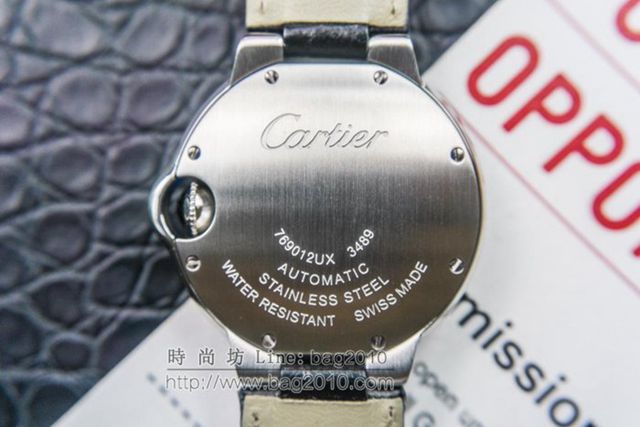 OPPO
Cartier
769012UX 3489
AUTOMATIC
STAINLESS STEEL
WATER RESISTANT SWISS MADE
mission
open
時尚坊 Line: bag2010
http://www.bag2010.com